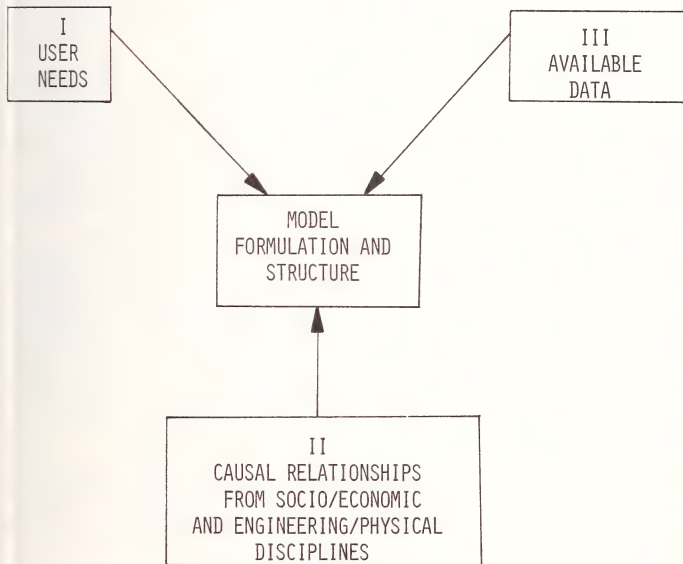 I
USER
NEEDS
III
AVAILABLE
DATA
MODEL
FORMULATION AND
STRUCTURE
II
CAUSAL RELATIONSHIPS
FROM SOCIO/ECONOMIC
AND ENGINEERING/PHYSICAL
DISCIPLINES